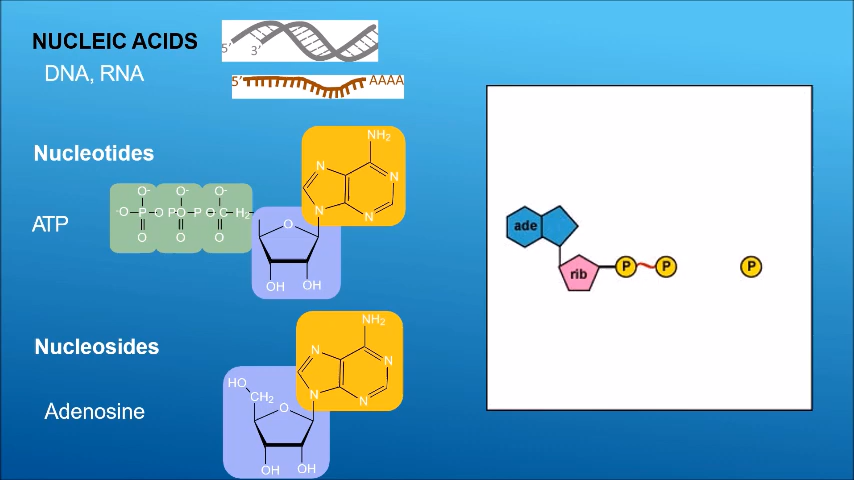 NUCLEIC ACIDS
DNA, RNA
5’ 3’
5’ AAAA
Nucleotides
ATP
NH2
N N
N N
O- O- O-
-O P O PO P O C H2
O O O
O
OH OH
Nucleosides
Adenosine
NH2
N N
N N
HO
CH2
O
OH OH
ade
rib P P P